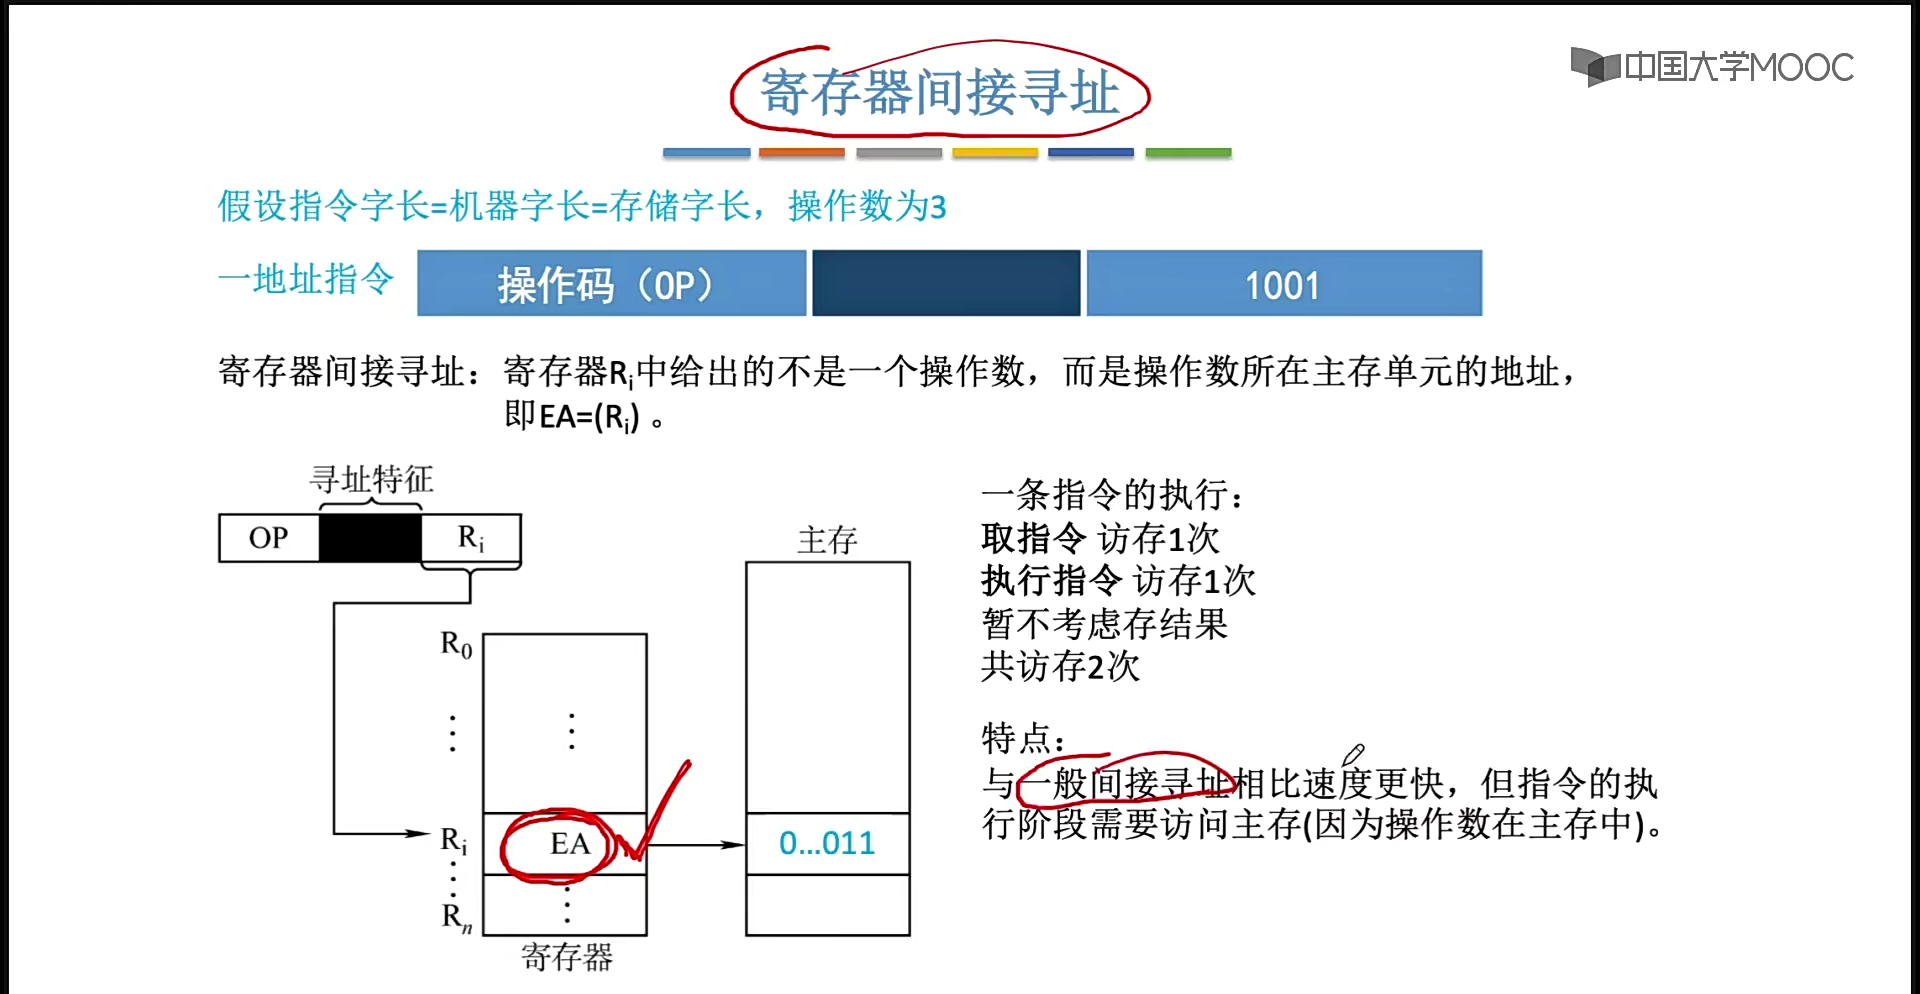 寄存器间接寻址
中国大学MOOC
假设指令字长=机器字长=存储字长，操作数为3
一地址指令 操作码（OP） 1001
寄存器间接寻址：寄存器Ri中给出的不是一个操作数，而是操作数所在主存单元的地址，
即EA=(Ri) 。
寻址特征
OP Ri
主存
R0
⋮ ⋮
Ri EA 0...011
⋮
Rn ⋮
寄存器
一条指令的执行：
取指令 访存1次
执行指令 访存1次
暂不考虑存结果
共访存2次
特点：
与一般间接寻址相比速度更快，但指令的执
行阶段需要访问主存(因为操作数在主存中)。